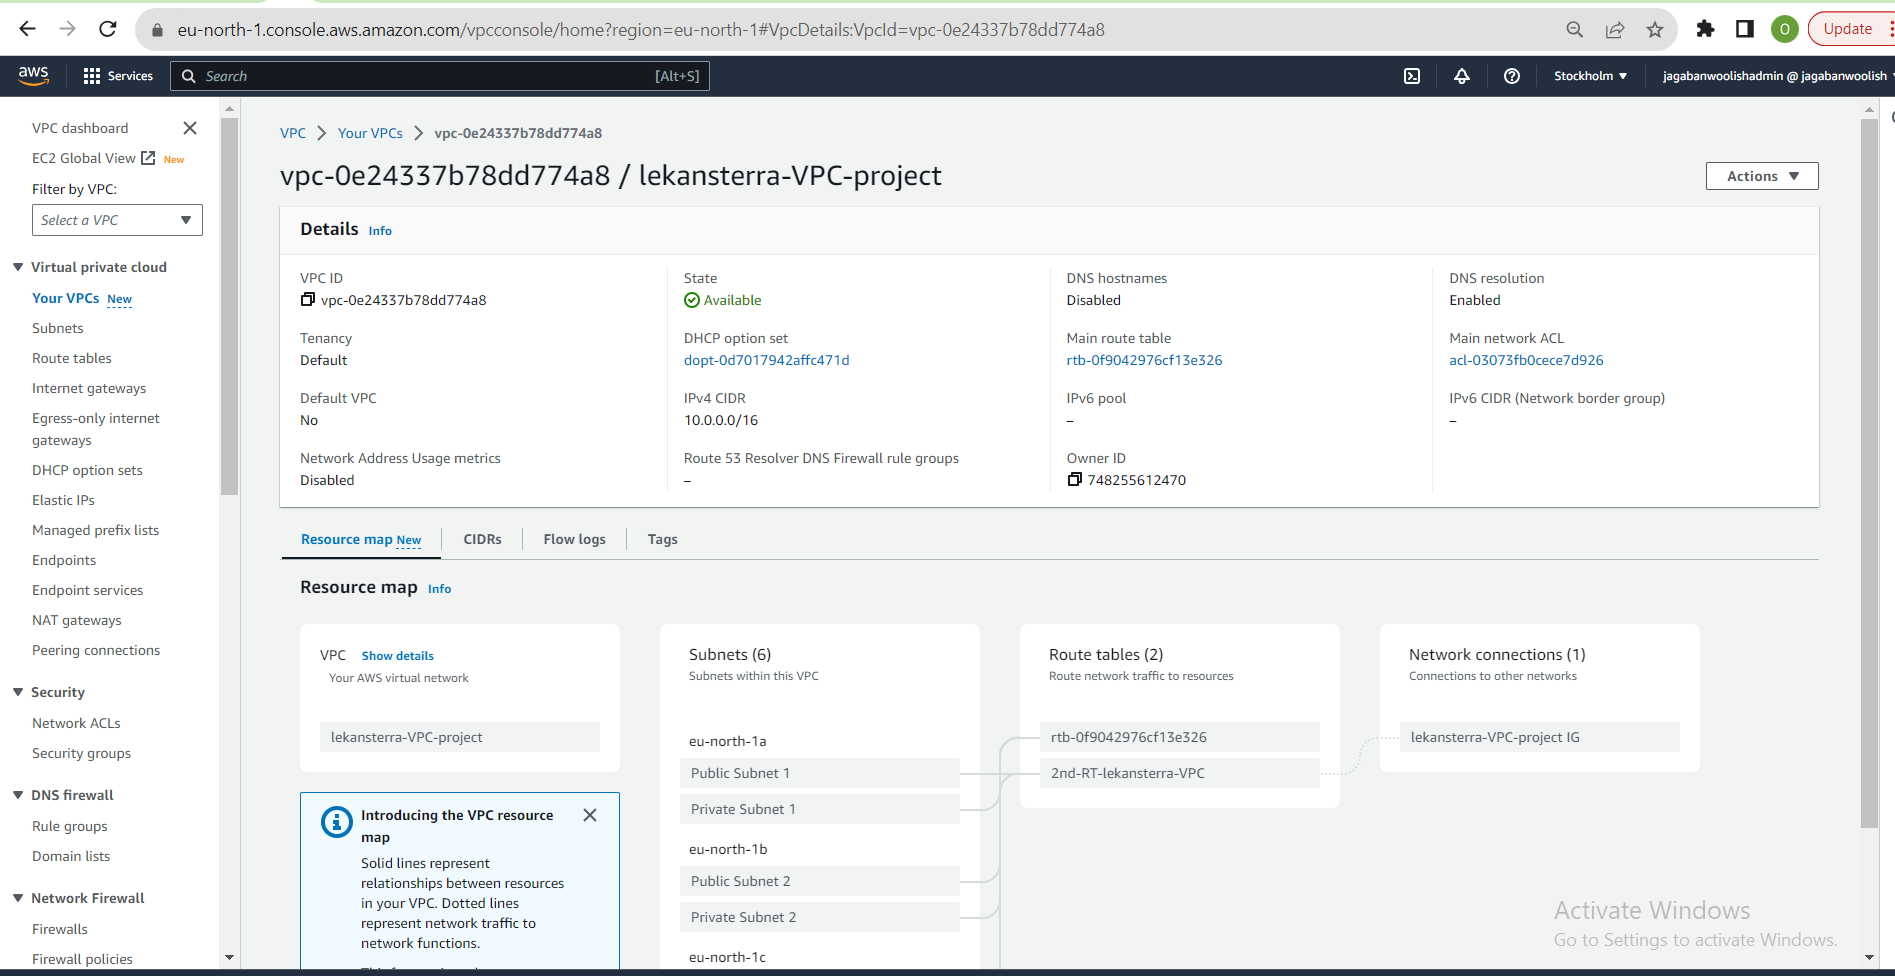 eu-north-1.console.aws.amazon.com/vpcconsole/home?region=eu-north-1#VpcDetails:VpcId=vpc-0e24337b78dd774a8
O
Update
aws
Services
Search
[Alt+S]
Stockholm
jagabanwoolishadmin @ jagabanwoolish
VPC dashboard
EC2 Global View New
Filter by VPC:
Select a VPC
Virtual private cloud
Your VPCs New
Subnets
Route tables
Internet gateways
Egress-only internet
gateways
DHCP option sets
Elastic IPs
Managed prefix lists
Endpoints
Endpoint services
NAT gateways
Peering connections
Security
Network ACLs
Security groups
DNS firewall
Rule groups
Domain lists
Network Firewall
Firewalls
Firewall policies
VPC
Your VPCs
vpc-0e24337b78dd774a8
vpc-0e24337b78dd774a8 / lekansterra-VPC-project
Actions
Details Info
VPC ID
vpc-0e24337b78dd774a8
State
Available
DNS hostnames
Disabled
DNS resolution
Enabled
Tenancy
Default
DHCP option set
dopt-0d7017942affc471d
Main route table
rtb-0f9042976cf13e326
Main network ACL
acl-03073fb0cece7d926
Default VPC
No
IPv4 CIDR
10.0.0.0/16
IPv6 pool
–
IPv6 CIDR (Network border group)
–
Network Address Usage metrics
Disabled
Route 53 Resolver DNS Firewall rule groups
–
Owner ID
748255612470
Resource map New
CIDRs
Flow logs
Tags
Resource map Info
VPC Show details
Your AWS virtual network
lekansterra-VPC-project
Introducing the VPC resource
map
Solid lines represent
relationships between resources
in your VPC. Dotted lines
represent network traffic to
network functions.
Subnets (6)
Subnets within this VPC
eu-north-1a
Public Subnet 1
Private Subnet 1
eu-north-1b
Public Subnet 2
Private Subnet 2
eu-north-1c
Route tables (2)
Route network traffic to resources
rtb-0f9042976cf13e326
2nd-RT-lekansterra-VPC
Network connections (1)
Connections to other networks
lekansterra-VPC-project IG
Activate Windows
Go to Settings to activate Windows.